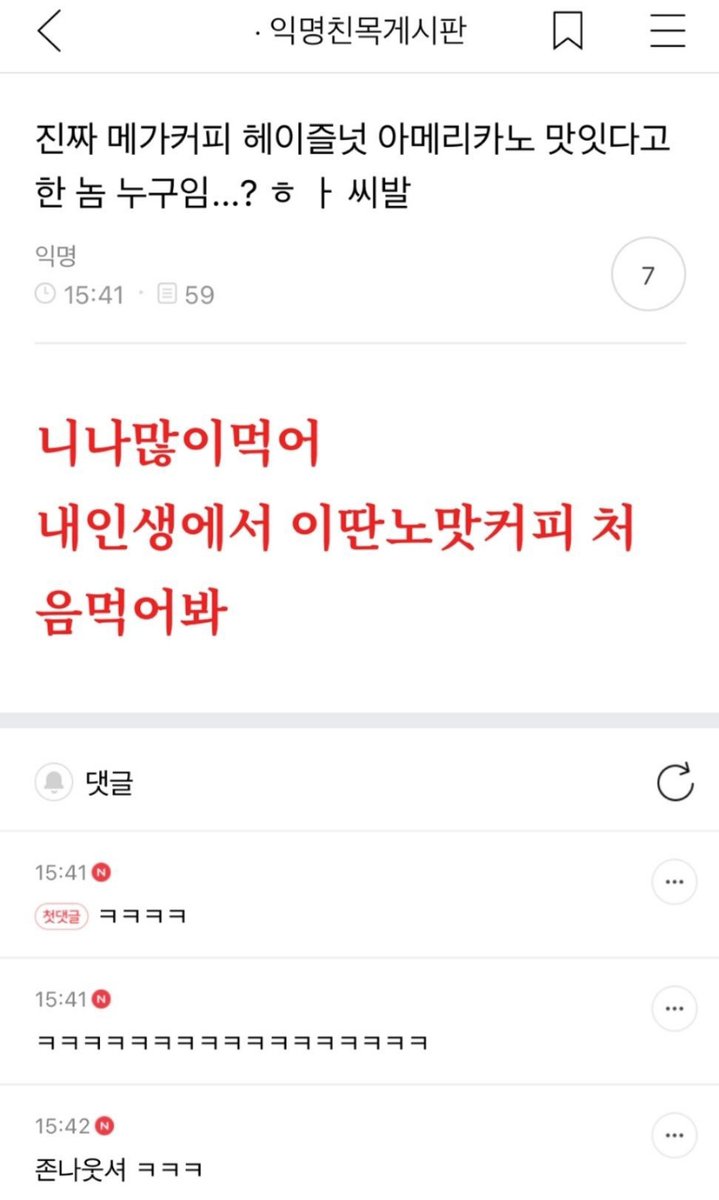 · 익명친목게시판
진짜 메가커피 헤이즐넛 아메리카노 맛잇다고
한 놈 누구임...? ㅎ ㅏ 씨발
익명
15:41 · 59
7
니나많이먹어
내인생에서 이딴노맛커피 처
음먹어봐
댓글
15:41 N
첫댓글 ㅋㅋㅋㅋ
15:41 N
ㅋㅋㅋㅋㅋㅋㅋㅋㅋㅋㅋㅋㅋㅋㅋㅋㅋ
15:42 N
존나웃셔 ㅋㅋㅋ